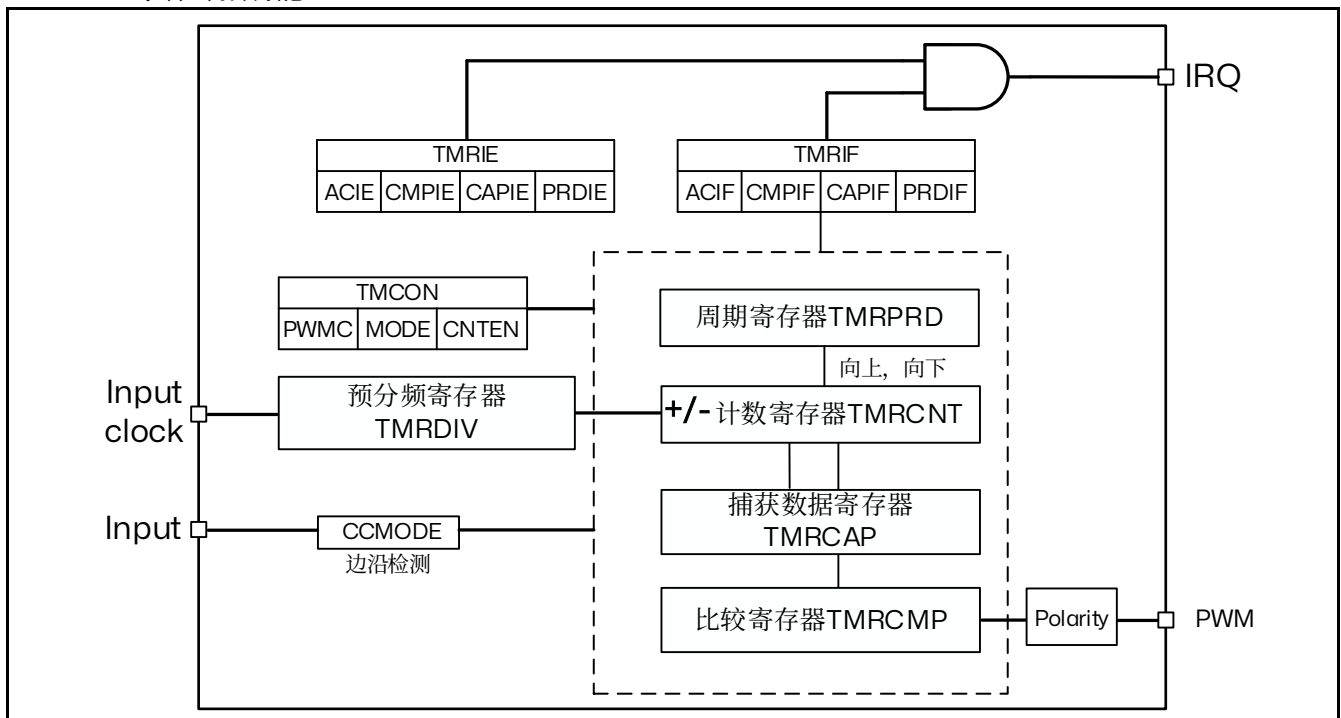 IRQ
TMRIE
ACIE CMPIE CAPIE PRDIE
TMRIF
ACIF CMPIF CAPIF PRDIF
TMCON
PWMC MODE CNTEN
周期寄存器TMRPRD
向上，向下
Input
clock
预分频寄存器
TMRDIV
+/- 计数寄存器TMRCNT
捕获数据寄存器
TMRCAP
Input
CCMODE
边沿检测
比较寄存器TMRCMP
Polarity
PWM